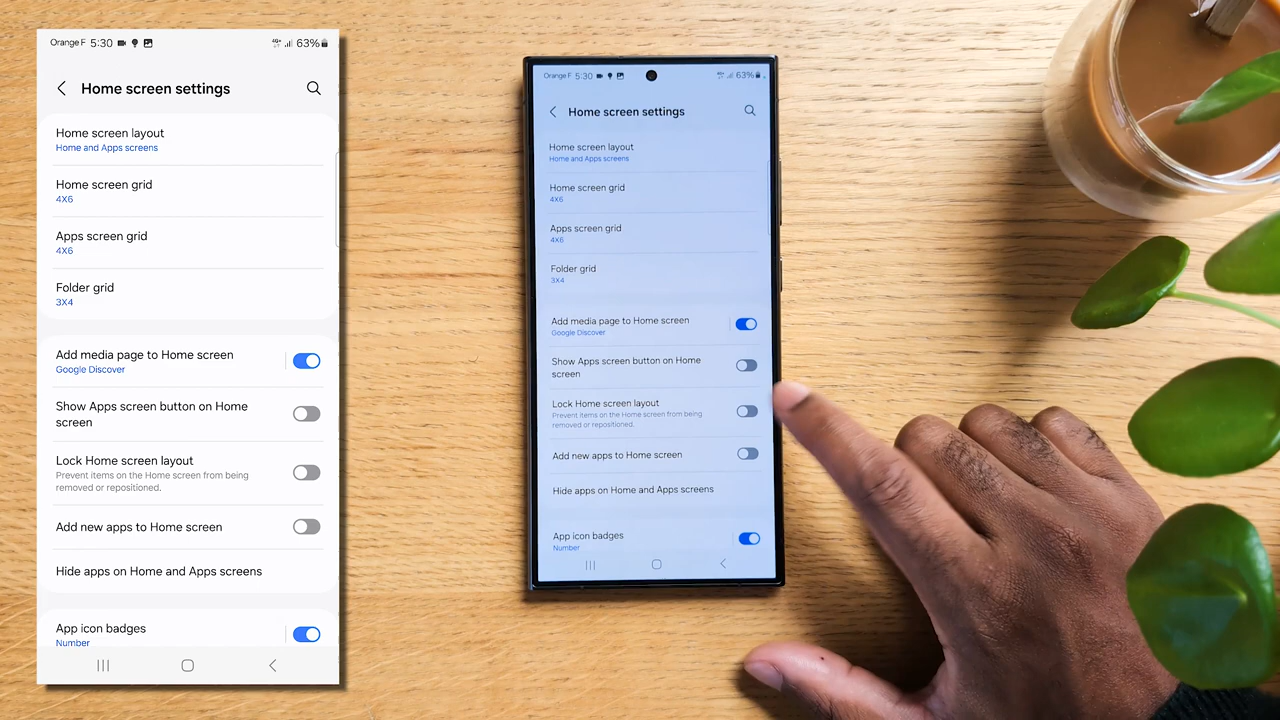 Orange F 5:30 63%
Home screen settings
Home screen layout
Home and Apps screens
Home screen grid
4X6
Apps screen grid
4X6
Folder grid
3X4
Add media page to Home screen
Google Discover
Show Apps screen button on Home
screen
Lock Home screen layout
Prevent items on the Home screen from being
removed or repositioned.
Add new apps to Home screen
Hide apps on Home and Apps screens
App icon badges
Number
Orange F 5:30 63%
Home screen settings
Home screen layout
Home and Apps screens
Home screen grid
4X6
Apps screen grid
4X6
Folder grid
3X4
Add media page to Home screen
Google Discover
Show Apps screen button on Home
screen
Lock Home screen layout
Prevent items on the Home screen from being
removed or repositioned.
Add new apps to Home screen
Hide apps on Home and Apps screens
App icon badges
Number